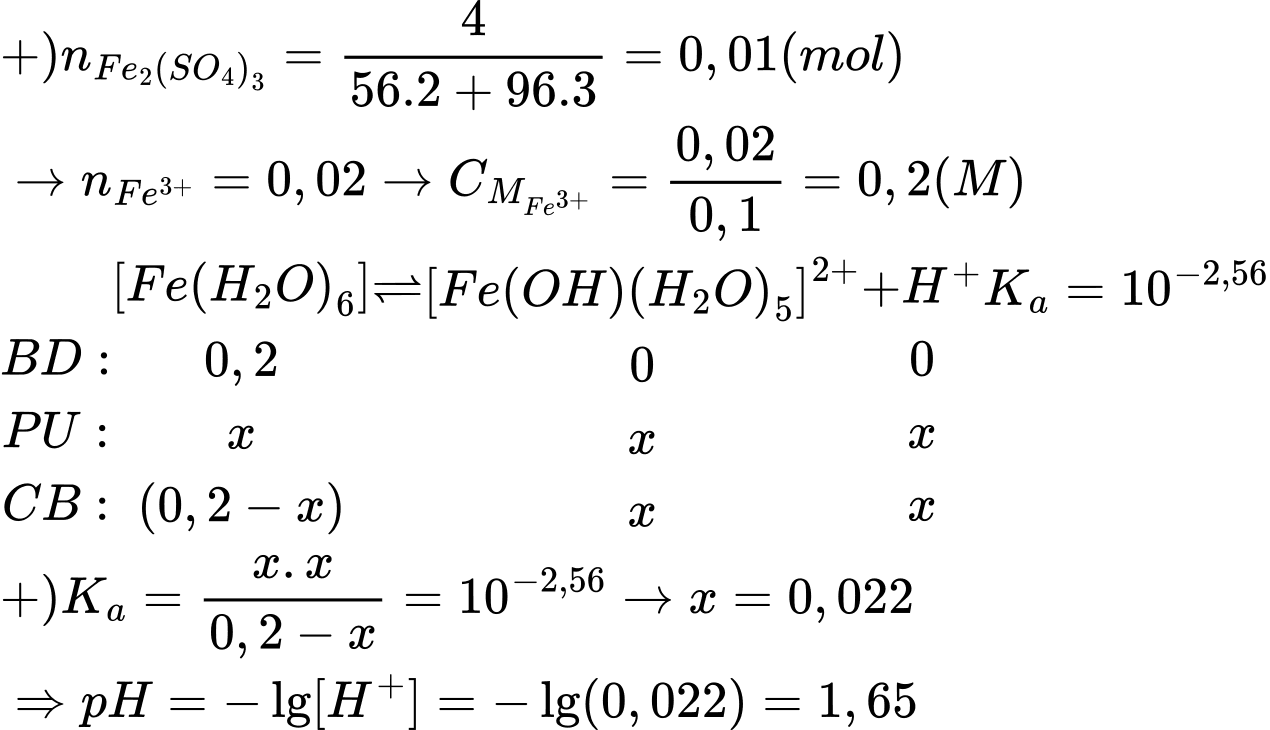 +) n_{Fe_2(SO_4)_3} = \frac{4}{56.2 + 96.3} = 0,01(mol)
→ n_{Fe^{3+}} = 0,02 → C_{M_{Fe^{3+}}} = \frac{0,02}{0,1} = 0,2(M)
[Fe(H_2O)_6] ⇌ [Fe(OH)(H_2O)_5]^{2+} + H^+ K_a = 10^{-2,56}
BD : 0,2 0 0
PU : x x x
CB : (0,2 - x) x x
+) K_a = \frac{x.x}{0,2 - x} = 10^{-2,56} → x = 0,022
⇒ pH = -lg[H^+] = -lg(0,022) = 1,65